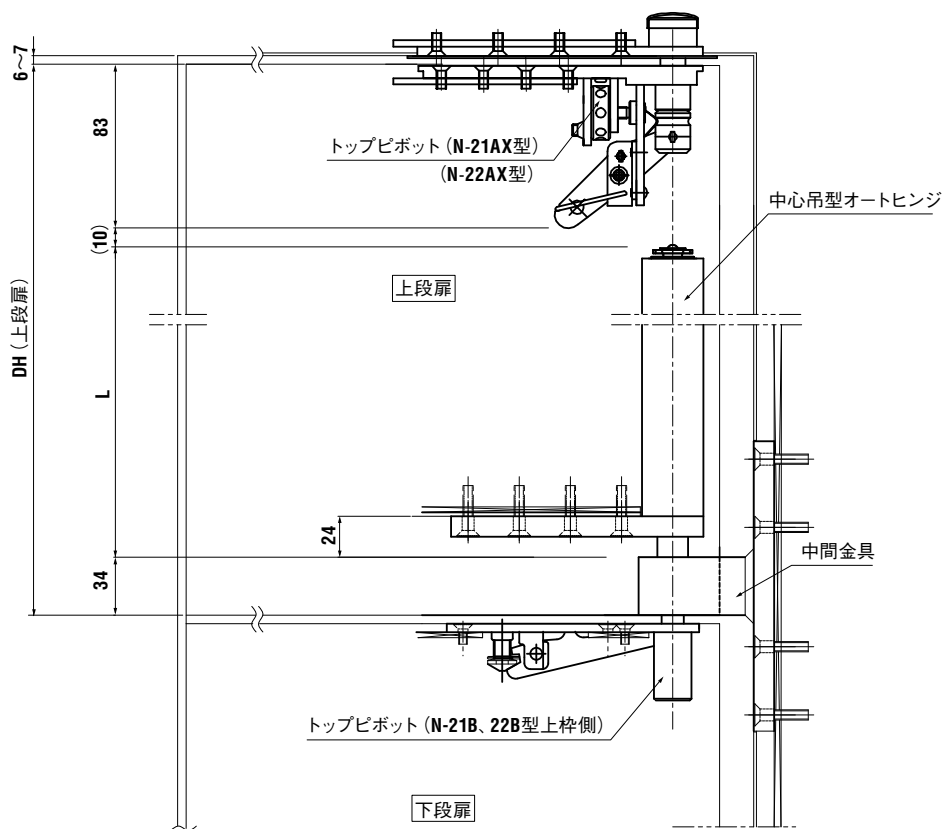 6〜7
83
トップピボット（N-21AX型）
（N-22AX型）
中心吊型オートヒンジ
(10)
上段扉
DH（上段扉）
L
24
中間金具
34
トップピボット（N-21B、22B型上枠側）
下段扉